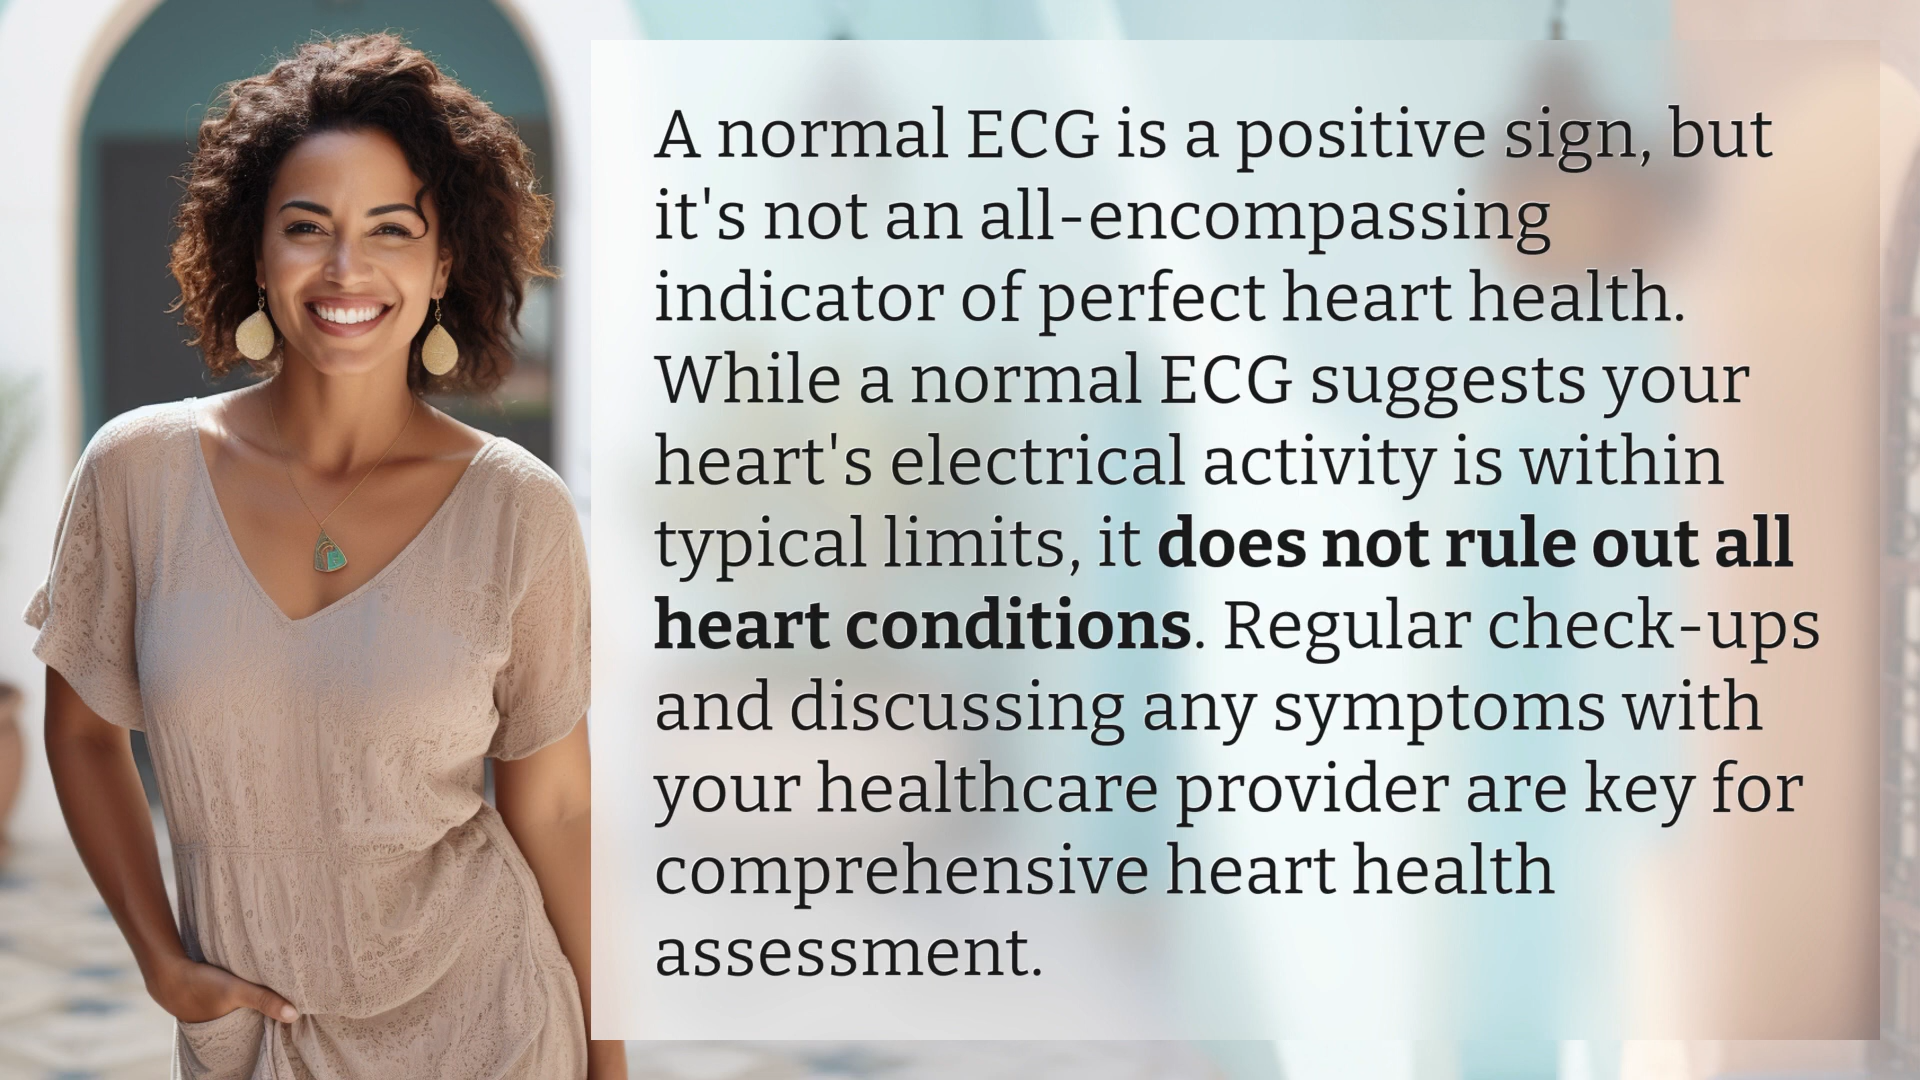 A normal ECG is a positive sign, but
it's not an all-encompassing
indicator of perfect heart health.
While a normal ECG suggests your
heart's electrical activity is within
typical limits, it does not rule out all
heart conditions. Regular check-ups
and discussing any symptoms with
your healthcare provider are key for
comprehensive heart health
assessment.